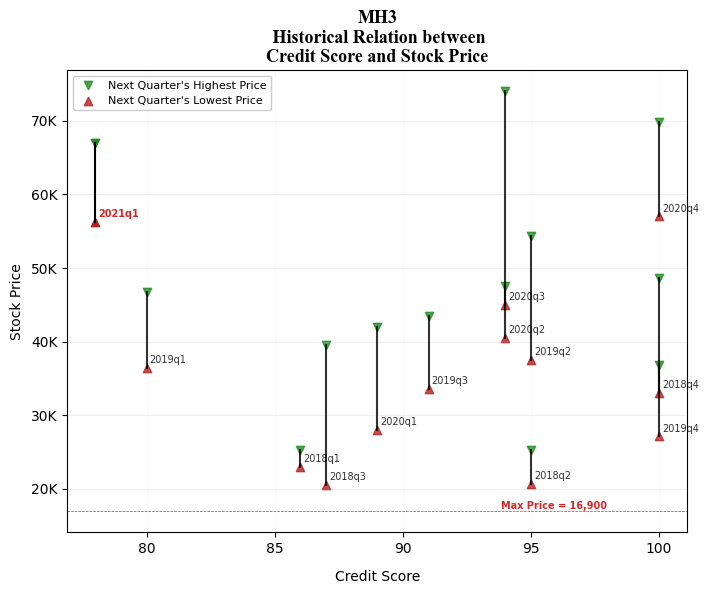 MH3
Historical Relation between
Credit Score and Stock Price
Next Quarter's Highest Price
Next Quarter's Lowest Price
70K
60K
50K
40K
30K
20K
Stock Price
2021q1
2020q4
2020q3
2020q2
2019q2
2019q1
2019q3
2018q4
2020q1
2019q4
2018q1
2018q3
2018q2
Max Price = 16,900
80
85
90
95
100
Credit Score